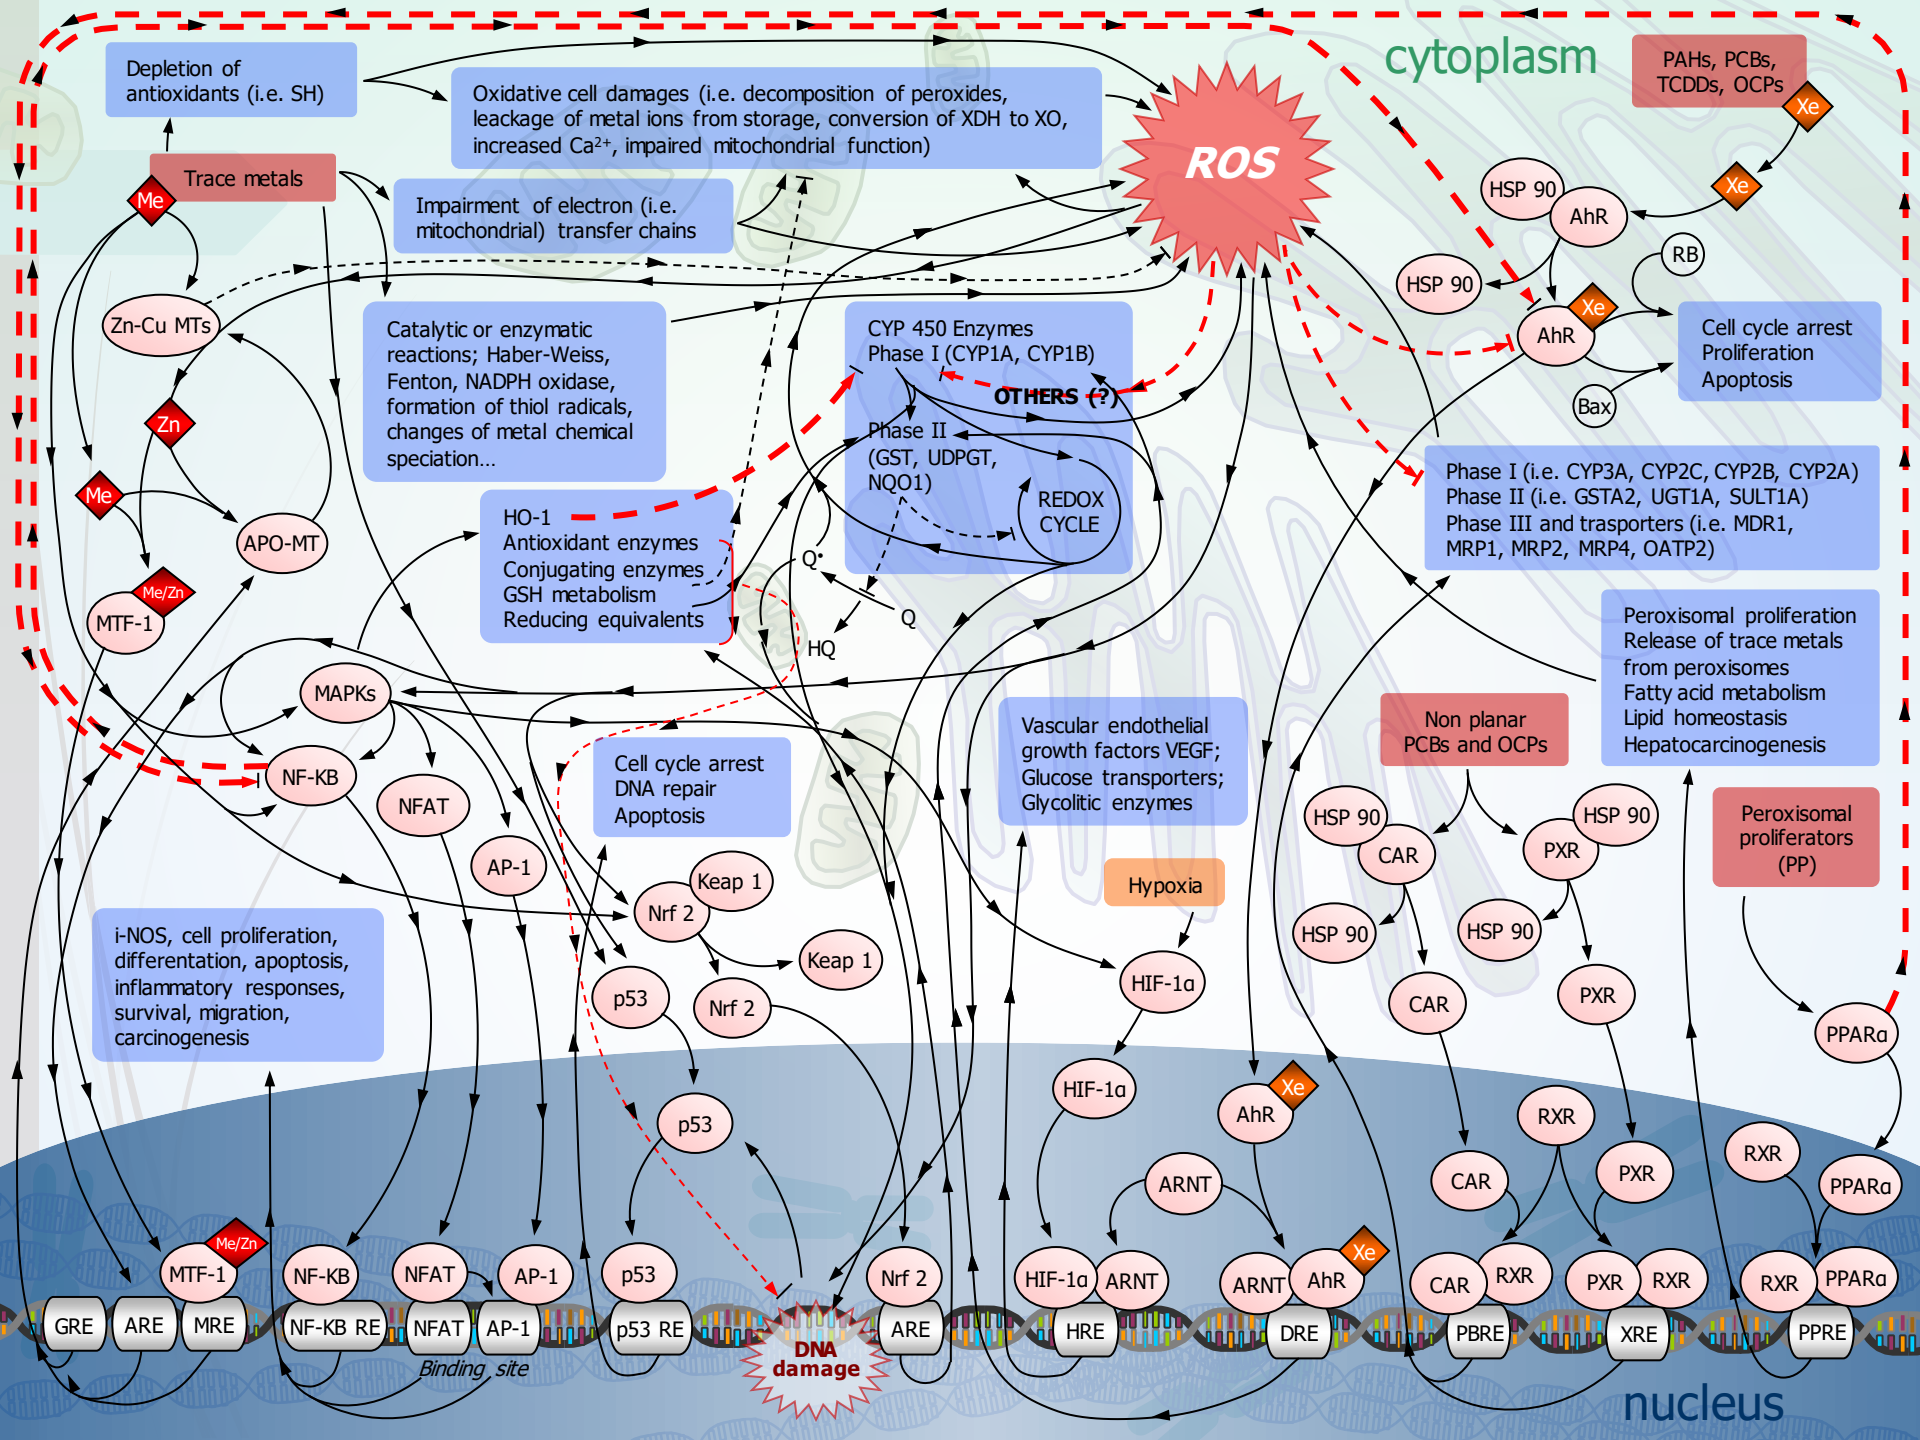 cytoplasm
Depletion of
antioxidants (i.e. SH)
Oxidative cell damages (i.e. decomposition of peroxides,
leackage of metal ions from storage, conversion of XDH to XO,
increased Ca²⁺, impaired mitochondrial function)
ROS
PAHs, PCBs,
TCDDs, OCPs
Xe
Xe
HSP 90
AhR
RB
HSP 90
Xe
AhR
Bax
Cell cycle arrest
Proliferation
Apoptosis
Trace metals
Me
Impairment of electron (i.e.
mitochondrial) transfer chains
Zn-Cu MTs
Zn
Me
APO-MT
Me/Zn
MTF-1
Catalytic or enzymatic
reactions; Haber-Weiss,
Fenton, NADPH oxidase,
formation of thiol radicals,
changes of metal chemical
speciation...
CYP 450 Enzymes
Phase I (CYP1A, CYP1B)
OTHERS (?)
Phase II
(GST, UDPGT,
NQO1)
REDOX
CYCLE
HO-1
Antioxidant enzymes
Conjugating enzymes
GSH metabolism
Reducing equivalents
Q•
Q
HQ
Phase I (i.e. CYP3A, CYP2C, CYP2B, CYP2A)
Phase II (i.e. GSTA2, UGT1A, SULT1A)
Phase III and trasporters (i.e. MDR1,
MRP1, MRP2, MRP4, OATP2)
Peroxisomal proliferation
Release of trace metals
from peroxisomes
Fatty acid metabolism
Lipid homeostasis
Hepatocarcinogenesis
MAPKs
NF-KB
NFAT
AP-1
Cell cycle arrest
DNA repair
Apoptosis
Vascular endothelial
growth factors VEGF;
Glucose transporters;
Glycolitic enzymes
Non planar
PCBs and OCPs
HSP 90
CAR
HSP 90
PXR
HSP 90
HSP 90
CAR
PXR
Peroxisomal
proliferators
(PP)
PPARα
Hypoxia
HIF-1α
HIF-1α
Keap 1
Nrf 2
Keap 1
Nrf 2
p53
p53
i-NOS, cell proliferation,
differentation, apoptosis,
inflammatory responses,
survival, migration,
carcinogenesis
Xe
AhR
ARNT
RXR
CAR
PXR
RXR
PPARα
Me/Zn
MTF-1
NF-KB
NFAT
AP-1
p53
Nrf 2
HIF-1α
ARNT
ARNT
AhR
Xe
CAR
RXR
PXR
RXR
RXR
PPARα
GRE
ARE
MRE
NF-KB RE
NFAT
AP-1
p53 RE
DNA
damage
ARE
HRE
DRE
PBRE
XRE
PPRE
Binding site
nucleus